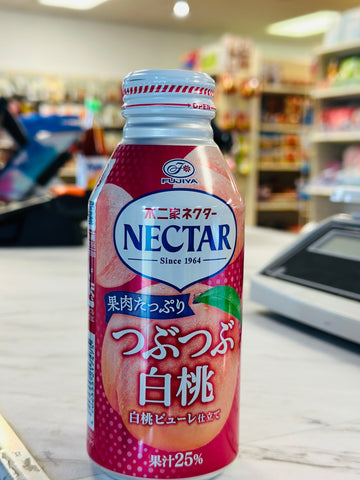 OPEN
FUJIYA
不二家ネクター
NECTAR
Since 1964
果肉たっぷり
つぶつぶ
白桃
白桃ピューレ仕立て
果汁25%